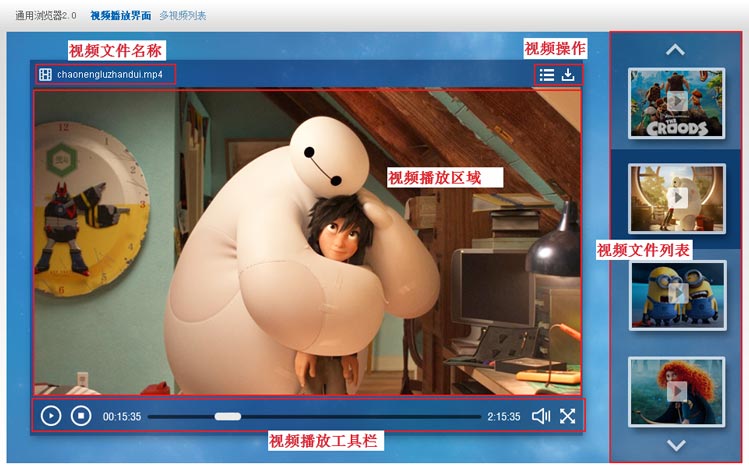 通用浏览器2.0 视频播放界面 多视频列表
视频文件名称
视频操作
chaonengluzhandui.mp4
视频播放区域
THE
CROODS
视频文件列表
00:15:35
2:15:35
视频播放工具栏